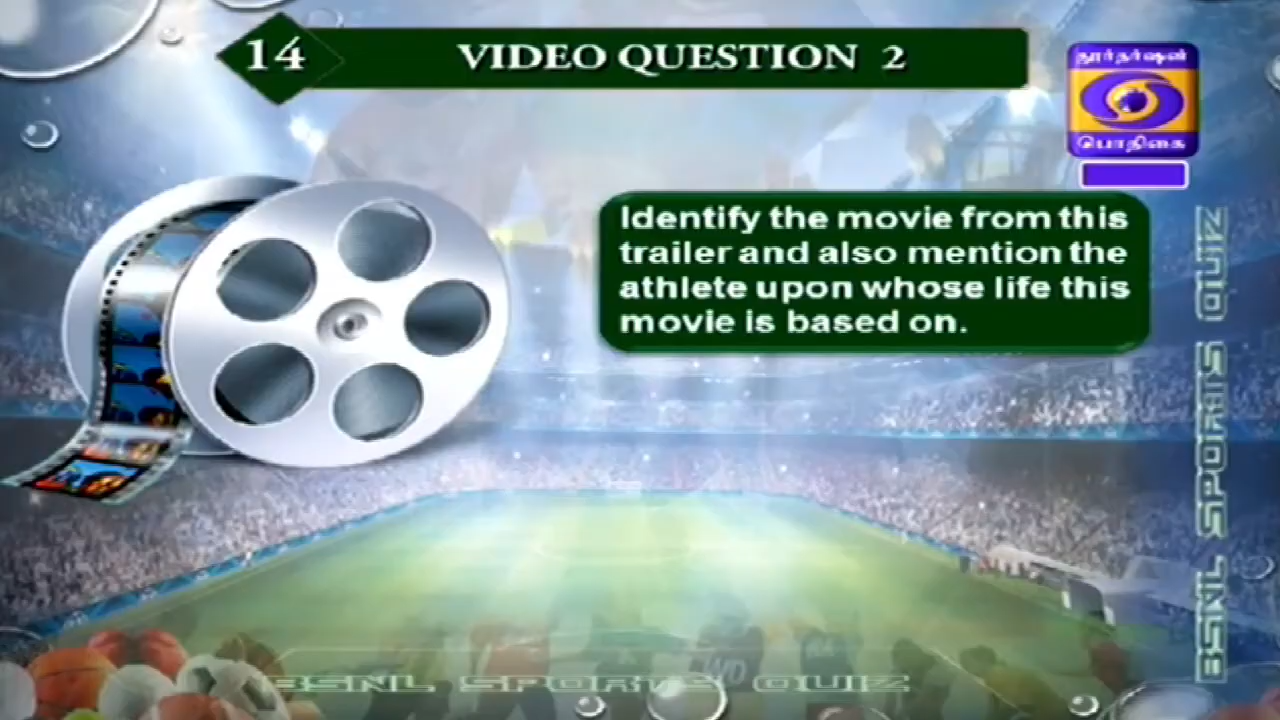 14
VIDEO QUESTION 2
தூர்தர்ஷன்
பொதிகை
Identify the movie from this
trailer and also mention the
athlete upon whose life this
movie is based on.
BSNL SPORTS QUIZ
BSNL SPORTS QUIZ